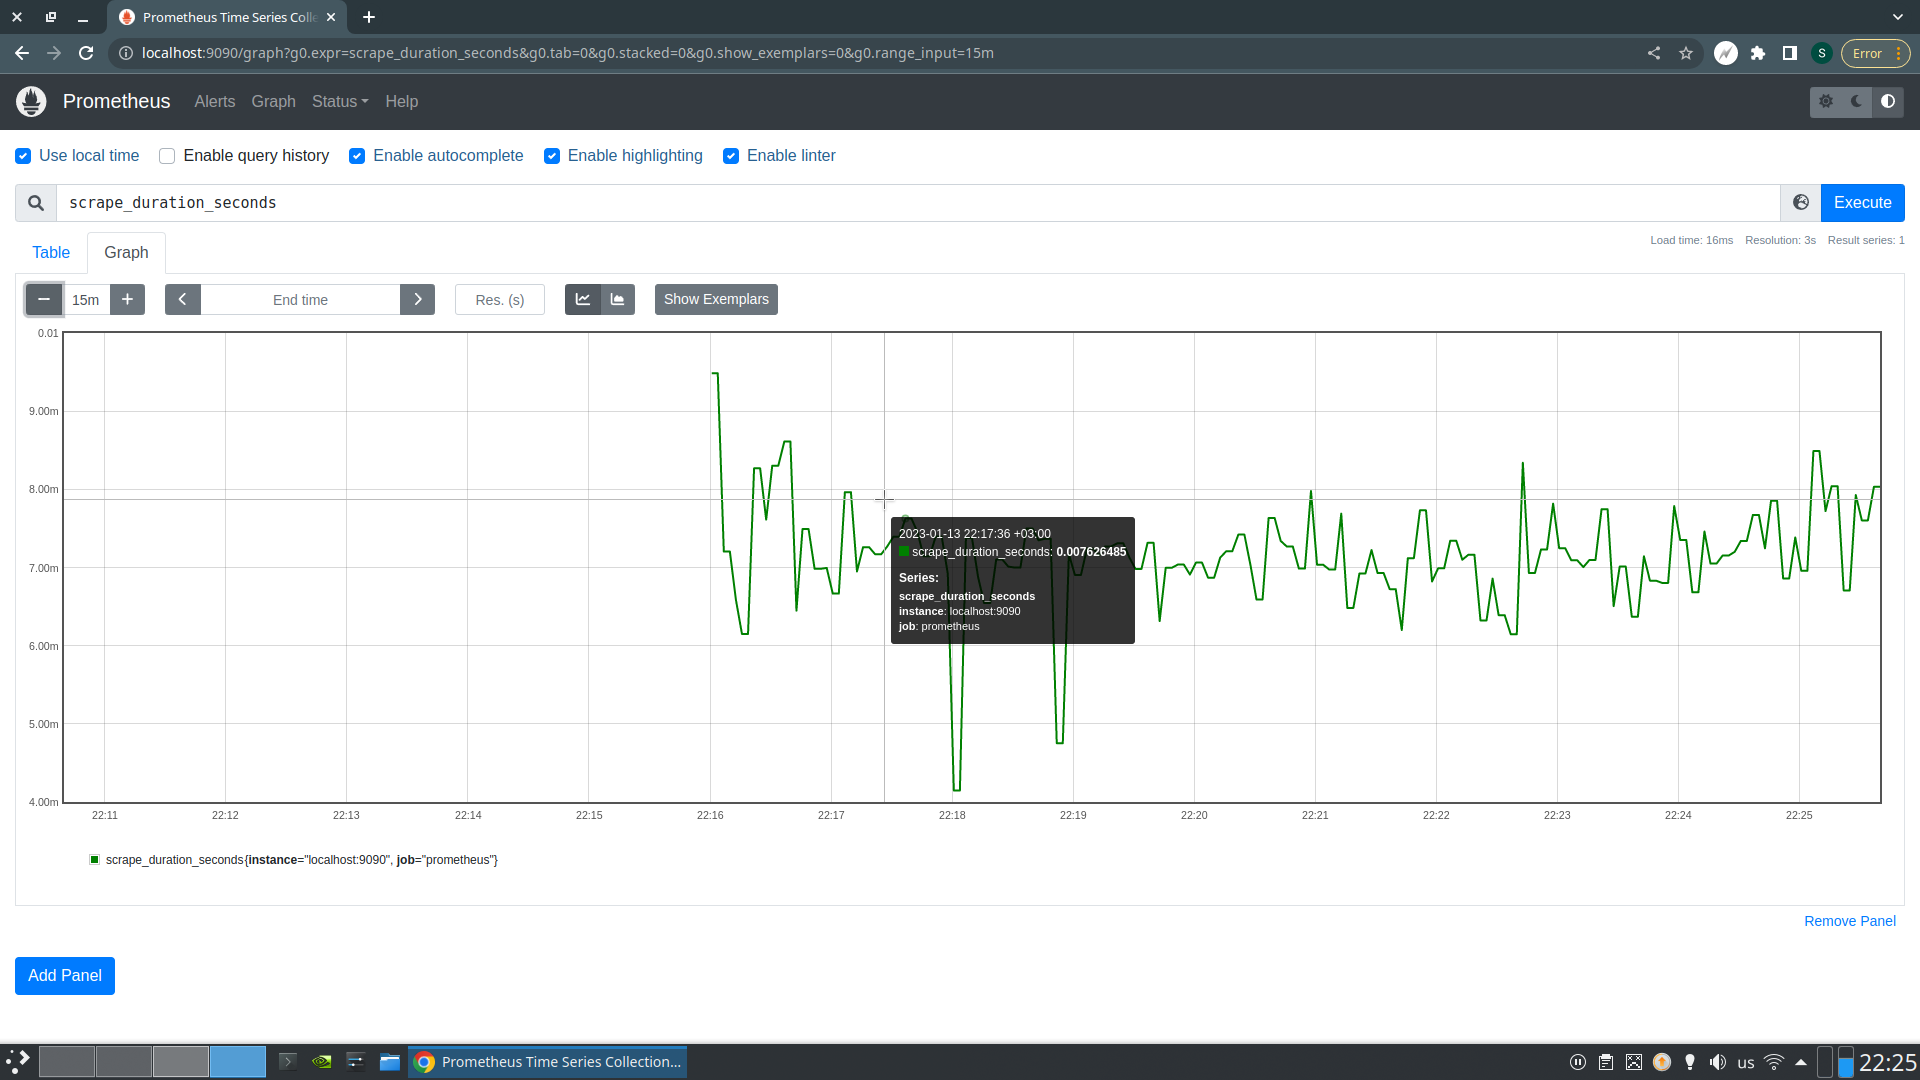 Prometheus Time Series Colle
localhost:9090/graph?g0.expr=scrape_duration_seconds&g0.tab=0&g0.stacked=0&g0.show_exemplars=0&g0.range_input=15m
S
Error
Prometheus Alerts Graph Status Help
Use local time Enable query history Enable autocomplete Enable highlighting Enable linter
scrape_duration_seconds
Execute
Table Graph
Load time: 16ms Resolution: 3s Result series: 1
15m End time Res. (s) Show Exemplars
0.01
9.00m
8.00m
7.00m
6.00m
5.00m
4.00m
2023-01-13 22:17:36 +03:00
scrape_duration_seconds: 0.007626485
Series:
scrape_duration_seconds
instance: localhost:9090
job: prometheus
22:11 22:12 22:13 22:14 22:15 22:16 22:17 22:18 22:19 22:20 22:21 22:22 22:23 22:24 22:25
scrape_duration_seconds{instance="localhost:9090", job="prometheus"}
Remove Panel
Add Panel
Prometheus Time Series Collection...
us
22:25